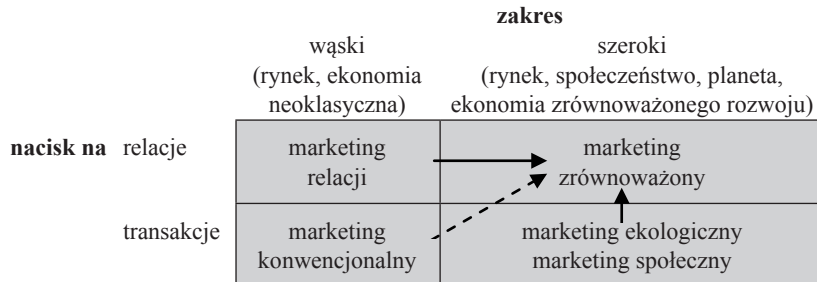 zakres
wąski
(rynek, ekonomia
neoklasyczna)
szeroki
(rynek, społeczeństwo, planeta,
ekonomia zrównoważonego rozwoju)
nacisk na relacje
marketing
relacji
marketing
zrównoważony
transakcje
marketing
konwencjonalny
marketing ekologiczny
marketing społeczny